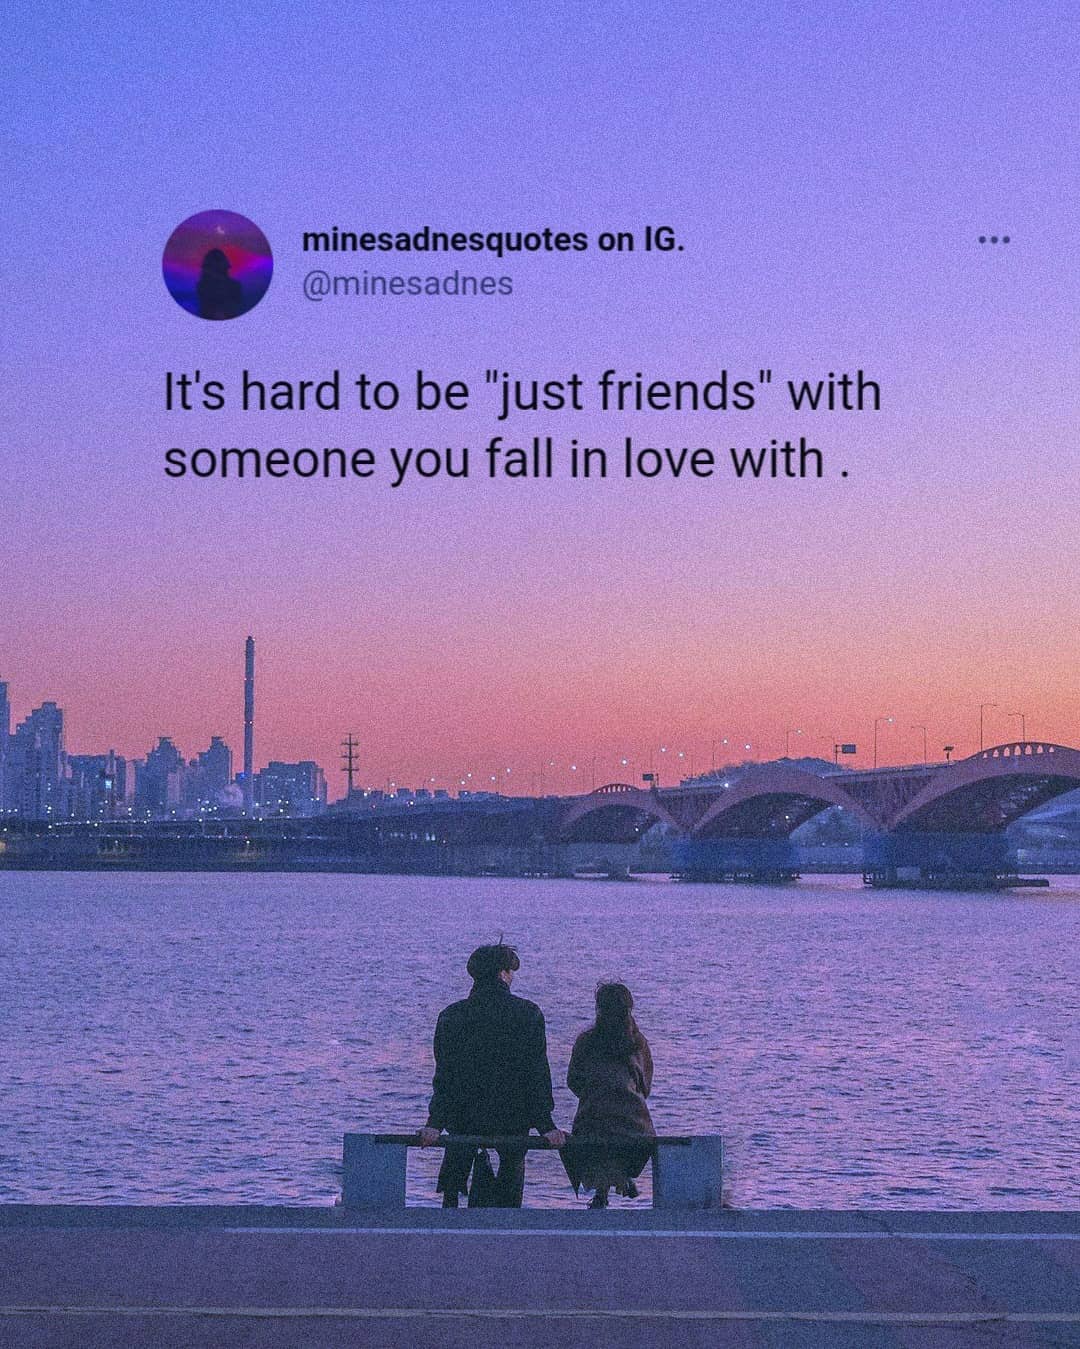 minesadnesquotes on IG.
@minesadnes
It's hard to be "just friends" with
someone you fall in love with .